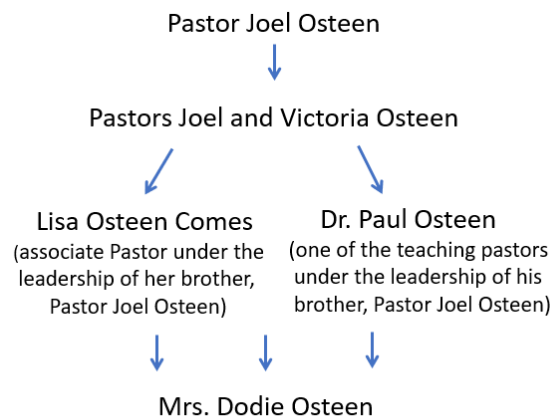 Pastor Joel Osteen
Pastors Joel and Victoria Osteen
Lisa Osteen Comes
(associate Pastor under the
leadership of her brother,
Pastor Joel Osteen)
Dr. Paul Osteen
(one of the teaching pastors
under the leadership of his
brother, Pastor Joel Osteen)
Mrs. Dodie Osteen